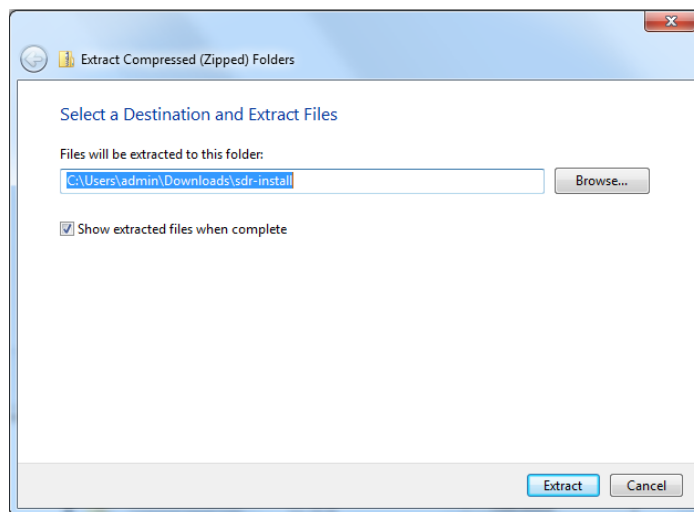 Extract Compressed (Zipped) Folders
Select a Destination and Extract Files
Files will be extracted to this folder:
C:\Users\admin\Downloads\sdr-install
Browse...
Show extracted files when complete
Extract
Cancel